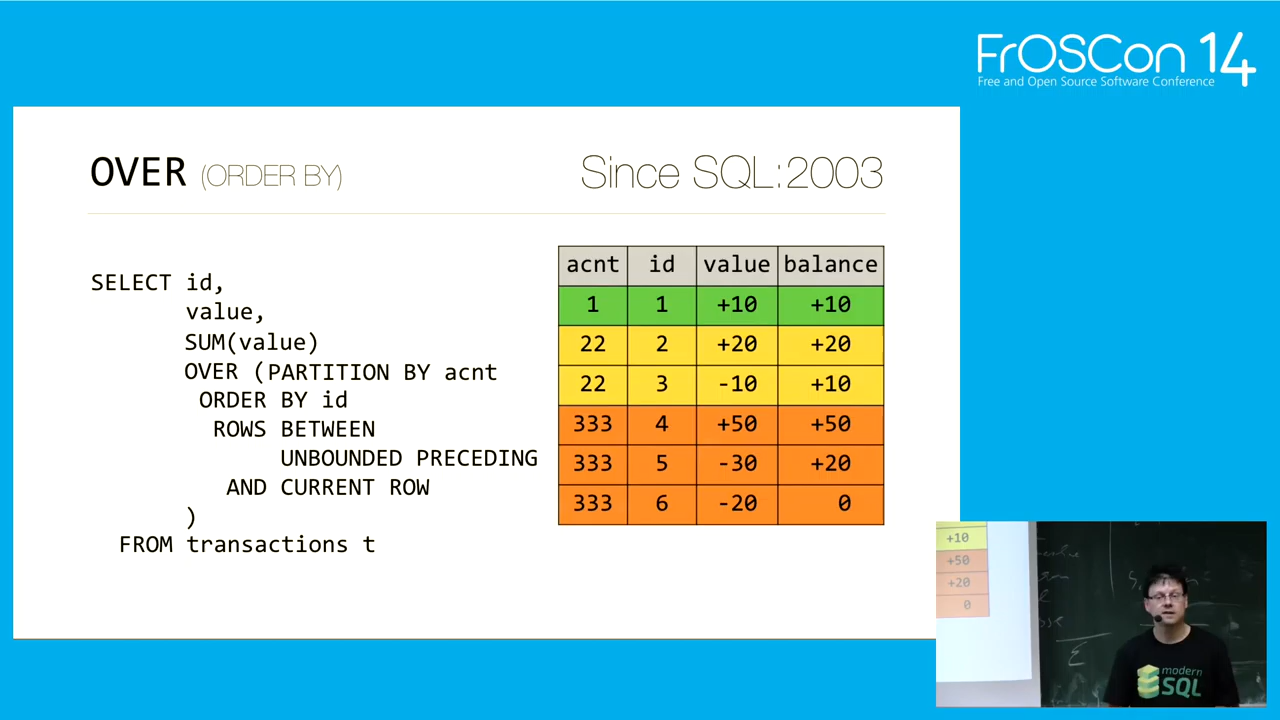 FrOSCon 14
Free and Open Source Software Conference
OVER (ORDER BY)
Since SQL:2003
SELECT id,
value,
SUM(value)
OVER (PARTITION BY acnt
ORDER BY id
ROWS BETWEEN
UNBOUNDED PRECEDING
AND CURRENT ROW
)
FROM transactions t
acnt id value balance
1 1 +10 +10
22 2 +20 +20
22 3 -10 +10
333 4 +50 +50
333 5 -30 +20
333 6 -20 0
+10
+50
+20
0
modern
SQL